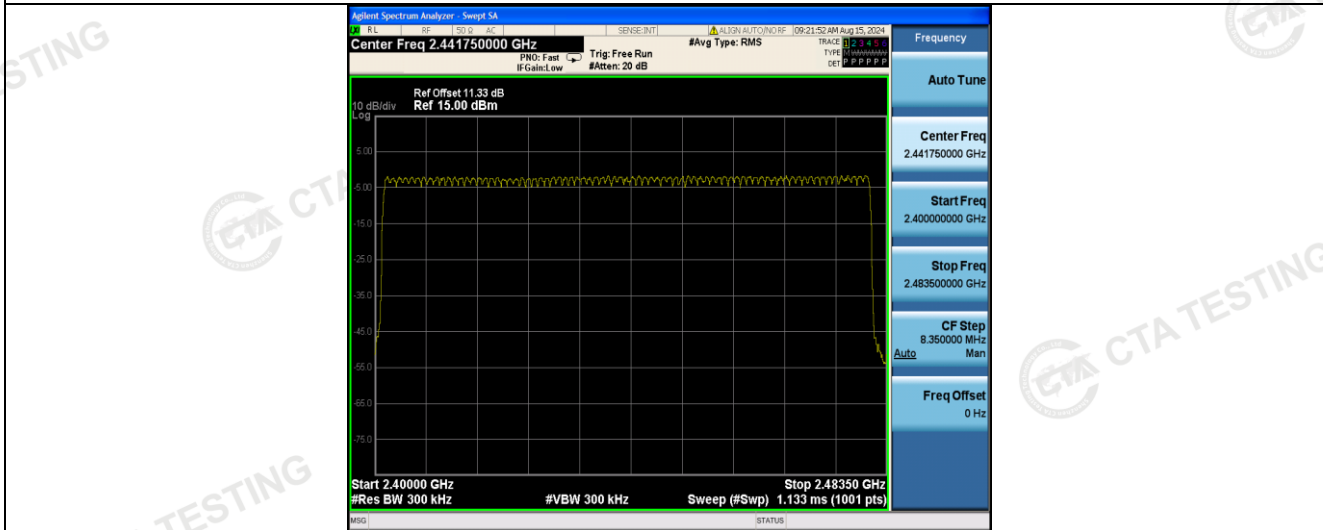 Agilent Spectrum Analyzer - Swept SA
RL RF 50 Ω AC SENSE:INT ALIGN AUTO/NO RF 09:21:52 AM Aug 15, 2024
Center Freq 2.441750000 GHz
PNO: Fast
IFGain:Low
Trig: Free Run
#Atten: 20 dB
#Avg Type: RMS
TRACE 1 2 3 4 5 6
TYPE M WWWWW
DET P P P P P P
Ref Offset 11.33 dB
10 dB/div Ref 15.00 dBm
Log
5.00
-5.00
-15.0
-25.0
-35.0
-45.0
-55.0
-65.0
-75.0
Start 2.40000 GHz Stop 2.48350 GHz
#Res BW 300 kHz #VBW 300 kHz Sweep (#Swp) 1.133 ms (1001 pts)
MSG STATUS
Frequency
Auto Tune
Center Freq
2.441750000 GHz
Start Freq
2.400000000 GHz
Stop Freq
2.483500000 GHz
CF Step
8.350000 MHz
Auto Man
Freq Offset
0 Hz
STING
CTA
CTA
CTA TESTING
TESTING